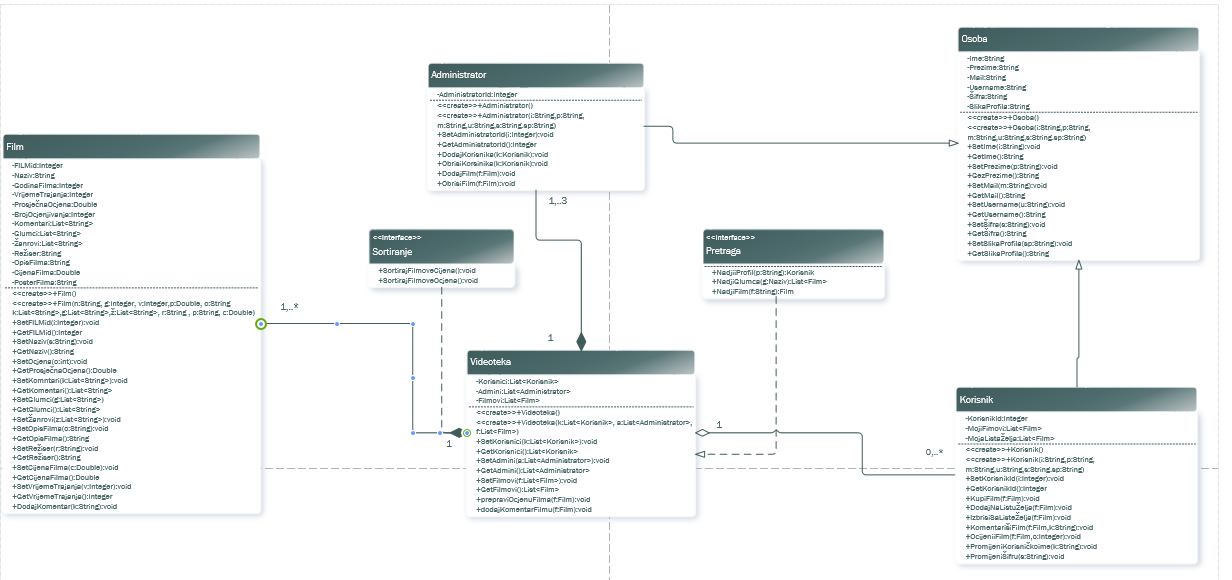 Film
-FILMid:Integer
-Naziv:String
-GodinaFilma:Integer
-VrijemeTrajanja:Integer
-ProsječnaOcjena:Double
-BrojOcjenjivanja:Integer
-Komentari:List<String>
-Glumci:List<String>
-Žanrovi:List<String>
-Režiser:String
-OpisFilma:String
-CijenaFilma:Double
-PosterFilma:String
<<create>>+Film()
<<create>>+Film(n:String, g:Integer, v:Integer,p:Double, o:String
k:List<String>,g:List<String>,ž:List<String>, r:String , p:String, c:Double)
+SetFILMid(i:Integer):void
+GetFILMid():Integer
+SetNaziv(s:String):void
+GetNaziv():String
+SetOcjena(o:int):void
+GetProsječnaOcjena():Double
+SetKomntari(k:List<String>):void
+GetKomentari():List<String>
+SetGlumci(g:List<String>)
+GetGlumci():List<String>
+SetŽanrovi(z:List<String>):void
+SetOpisFilma(o:String):void
+GetOpisFilma():String
+SetRežiser(r:String):void
+GetRežiser():String
+SetCijenaFilma(c:Double):void
+GetCijenaFilma():Double
+SetVrijemeTrajanja(v:Integer):void
+GetVrijemeTrajanja():Integer
+DodajKomentar(k:String):void
1,..*
Administrator
-AdministratorId:Integer
<<create>>+Administrator()
<<create>>+Administrator(i:String,p:String,
m:String,u:String,s:String.sp:String)
+SetAdministratorId(i:Integer):void
+GetAdministratorId():Integer
+DodajKorisnika(k:Korisnik):void
+ObrisiKorsinika(k:Korisnik):void
+DodajFilm(f:Film):void
+ObrisiFilm(f:Film):void
1,..3
<<Interface>>
Sortiranje
+SortirajFilmoveCijena():void
+SortirajFilmoveOcjena():void
<<Interface>>
Pretraga
+NadjiiProfil(p:String):Korisnik
+NadjiGlumca(g:Naziv):List<Film>
+NadjiFilm(f:String):Film
1
Videoteka
-Korisnici:List<Korisnik>
-Admini:List<Administrator>
-Filmovi:List<Film>
<<create>>+Videoteka()
<<create>>+Videoteka(k:List<Korisnik>, a:List<Administrator>,
f:List<Film>)
+SetKorisnici(k:List<Korisnik>):void
+GetKorisnici():List<Korisnik>
+SetAdmini(a:List<Administrator>):void
+GetAdmini():List<Administrator>
+SetFilmovi(f:List<Film>):void
+GetFilmovi():List<Film>
+prepraviOcjenuFilma(f:Film):void
+dodajKomentarFilmu(f:Film):void
1
1
0,..*
Osoba
-Ime:String
-Prezime:String
-Mail:String
-Username:String
-Šifra:String
-SlikaProfila:String
<<create>>+Osoba()
<<create>>+Osoba(i:String,p:String,
m:String,u:String,s:String.sp:String)
+SetIme(i:String):void
+GetIme():String
+SetPrezime(p:String):void
+GezPrezime():String
+SetMail(m:String):void
+GetMail():String
+SetUsername(u:String):void
+GetUsername():String
+SetŠifra(s:String):void
+GetŠifra():String
+SetSlikaProfila(sp:String):void
+GetSlikaProfila():String
Korisnik
-KorisnikId:Integer
-MojiFimovi:List<Film>
-MojaListaželja:List<Film>
<<create>>+Korisnik()
<<create>>+Korisnik(i:String,p:String,
m:String,u:String,s:String.sp:String)
+SetKorisnikId(i:Integer):void
+GetKorisnikId():Integer
+KupiFilm(f:Film):void
+DodajNaListuŽelja(f:Film):void
+IzbrisiSaListeŽelja(f:Film):void
+KomentarišiFilm(f:Film,k:String):void
+OcijeniFilm(f:Film,o:Integer):void
+PromijeniKorisničkoime(k:String):void
+PromijeniŠifru(s:String):void